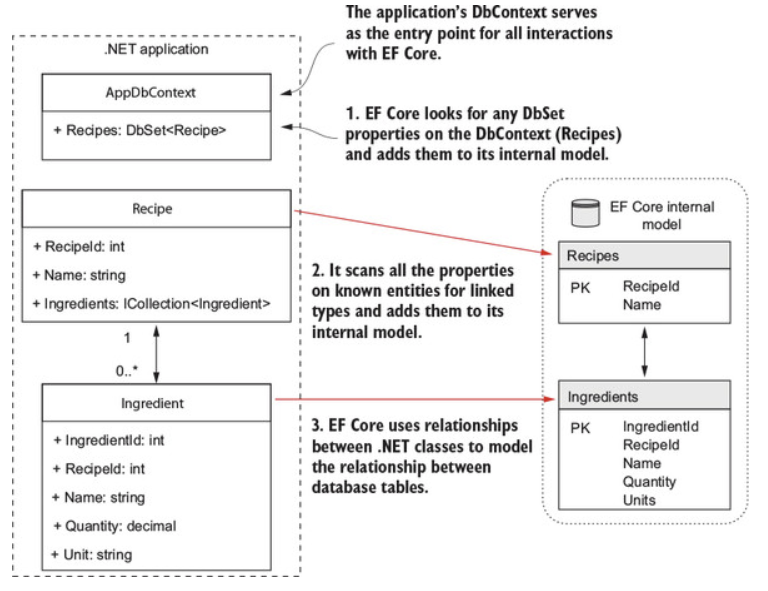 The application's DbContext serves
as the entry point for all interactions
with EF Core.
.NET application
AppDbContext
+ Recipes: DbSet<Recipe>
1. EF Core looks for any DbSet
properties on the DbContext (Recipes)
and adds them to its internal model.
Recipe
+ RecipeId: int
+ Name: string
+ Ingredients: ICollection<Ingredient>
1
0..*
2. It scans all the properties
on known entities for linked
types and adds them to its
internal model.
Ingredient
+ IngredientId: int
+ RecipeId: int
+ Name: string
+ Quantity: decimal
+ Unit: string
3. EF Core uses relationships
between .NET classes to model
the relationship between
database tables.
EF Core internal
model
Recipes
PK RecipeId
Name
Ingredients
PK IngredientId
RecipeId
Name
Quantity
Units